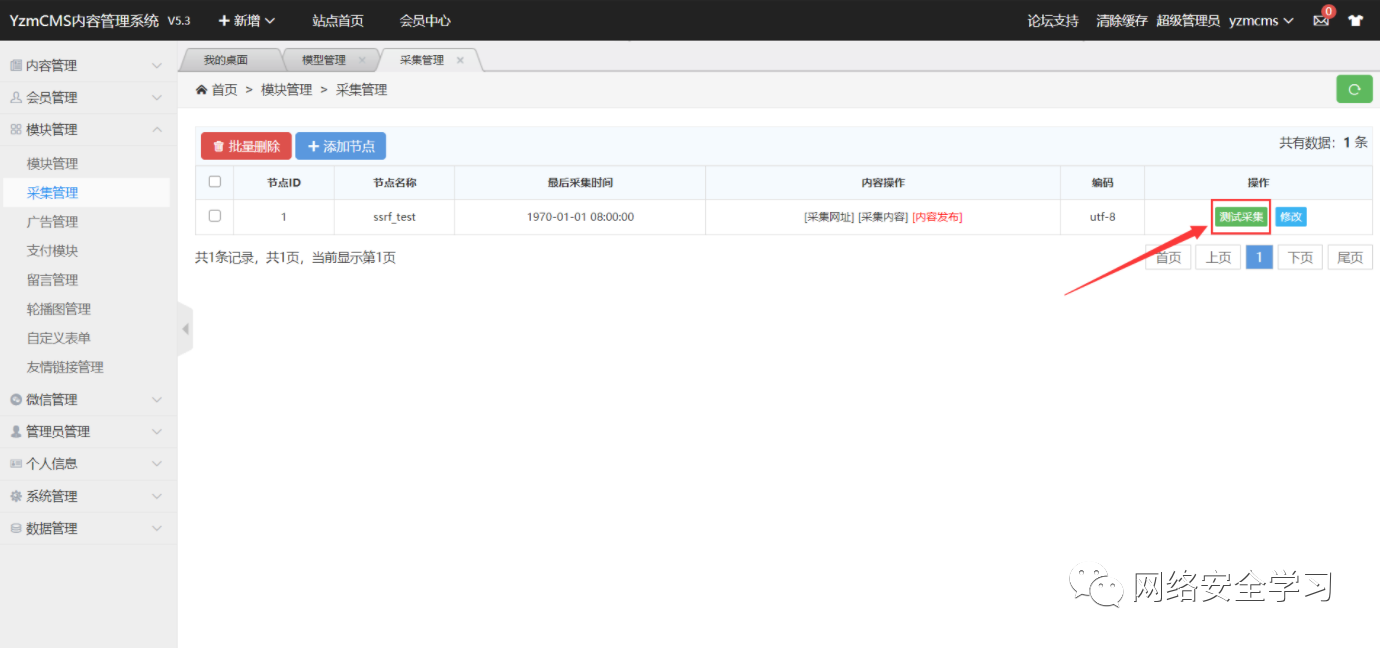 YzmCMS内容管理系统 V5.3 新增 站点首页 会员中心 论坛支持 清除缓存 超级管理员 yzmcms 0
我的桌面 模型管理 采集管理
首页 > 模块管理 > 采集管理
内容管理
会员管理
模块管理
模块管理
采集管理
广告管理
支付模块
留言管理
轮播图管理
自定义表单
友情链接管理
微信管理
管理员管理
个人信息
系统管理
数据管理
批量删除 添加节点 共有数据：1 条
节点ID 节点名称 最后采集时间 内容操作 编码 操作
1 ssrf_test 1970-01-01 08:00:00 [采集网址] [采集内容] [内容发布] utf-8 测试采集 修改
共1条记录，共1页，当前显示第1页 首页 上页 1 下页 尾页
网络安全学习